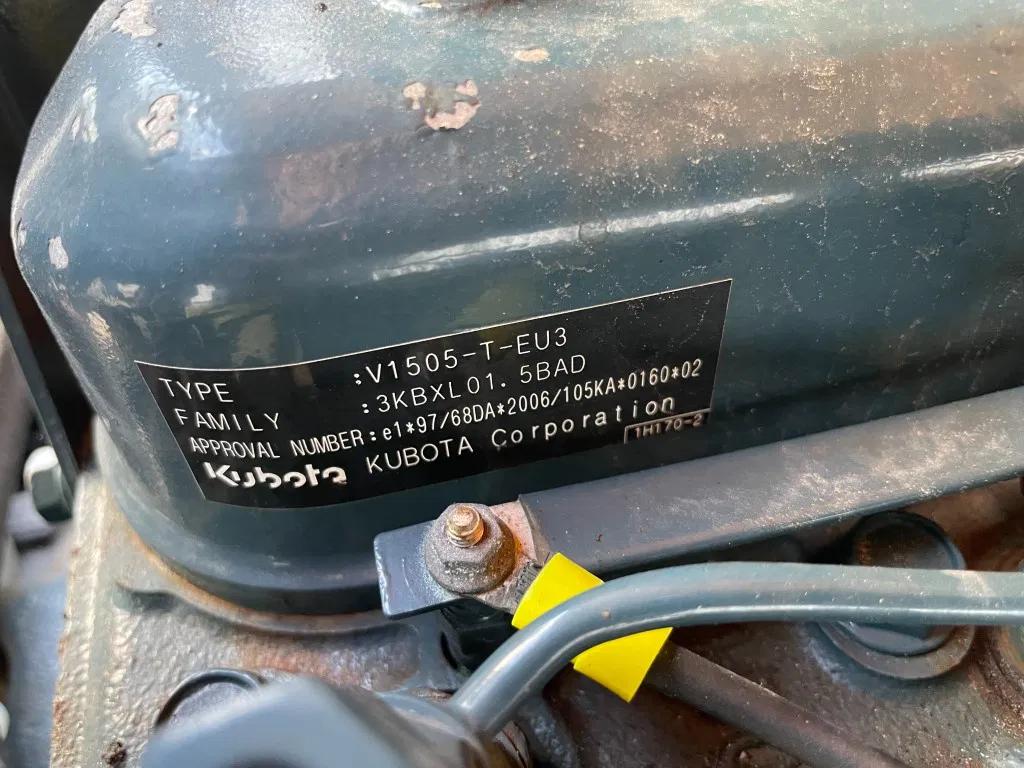 TYPE :V1505-T-EU3
FAMILY :3KBXL01.5BAD
APPROVAL NUMBER:e1*97/68DA*2006/105KA*0160*02
Kubota KUBOTA Corporation
1H170-2